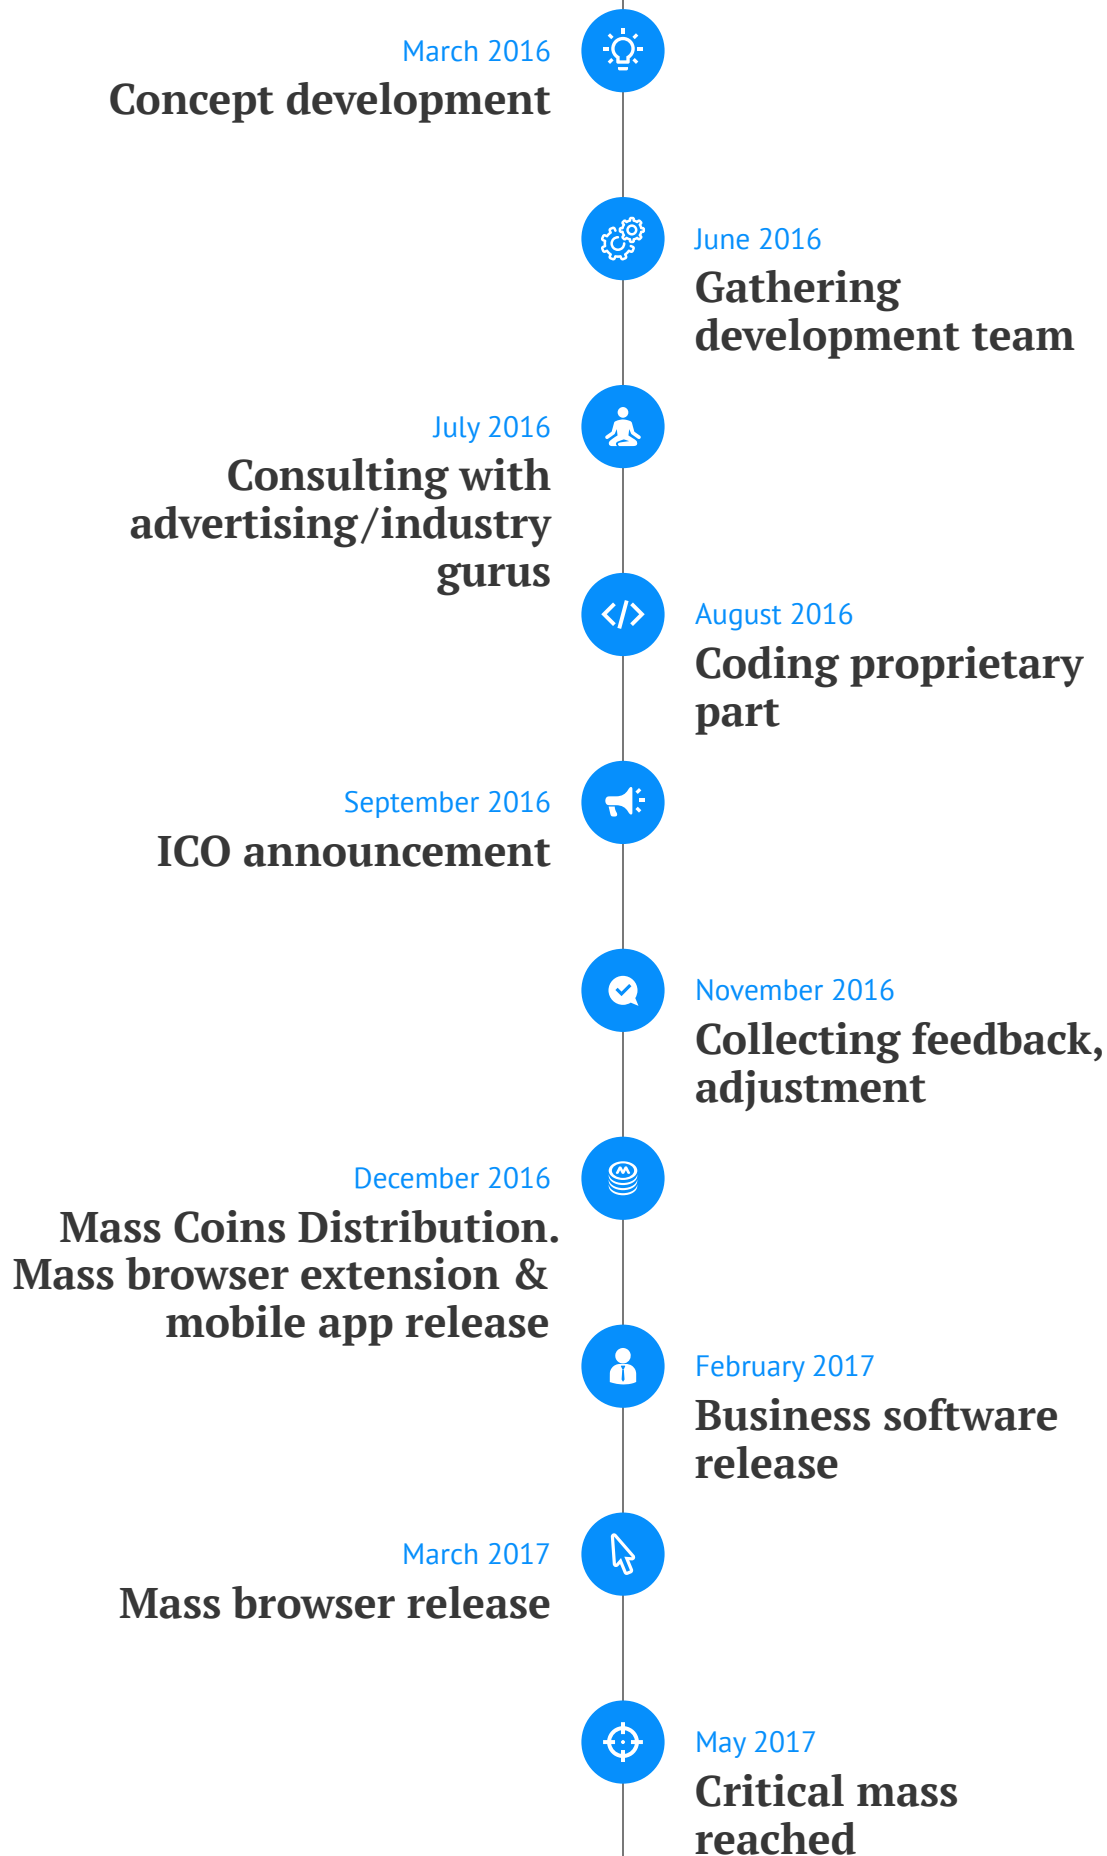 March 2016
Concept development
June 2016
Gathering
development team
July 2016
Consulting with
advertising/industry
gurus
August 2016
Coding proprietary
part
September 2016
ICO announcement
November 2016
Collecting feedback,
adjustment
December 2016
Mass Coins Distribution.
Mass browser extension &
mobile app release
February 2017
Business software
release
March 2017
Mass browser release
May 2017
Critical mass
reached